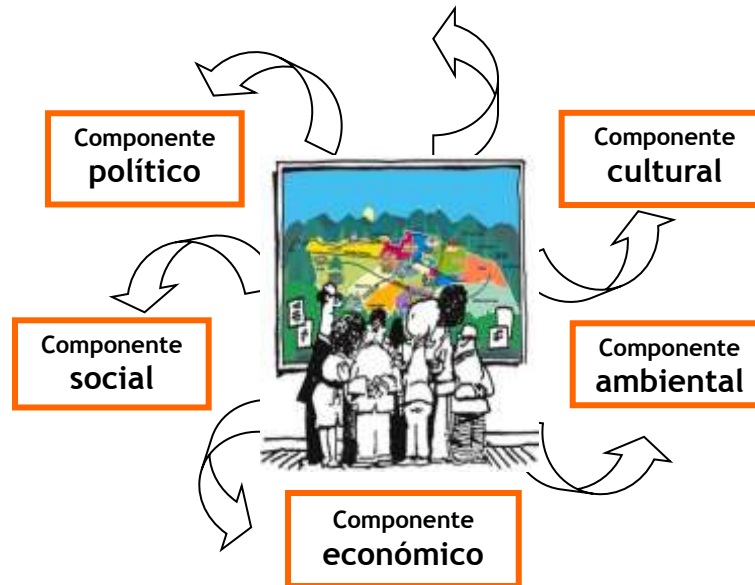 Componente
político
Componente
cultural
Componente
social
Componente
ambiental
Componente
económico